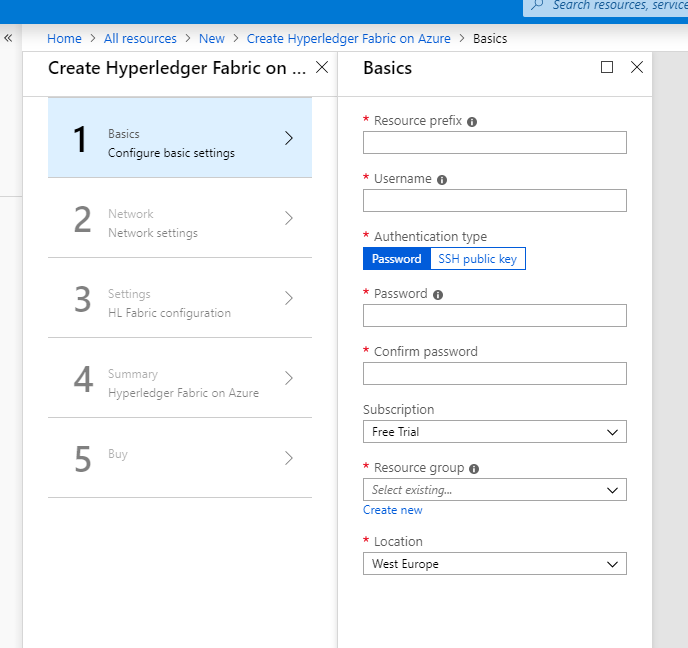 Search resources, service
«
Home > All resources > New > Create Hyperledger Fabric on Azure > Basics
Create Hyperledger Fabric on ...
1
Basics
Configure basic settings
2
Network
Network settings
3
Settings
HL Fabric configuration
4
Summary
Hyperledger Fabric on Azure
5
Buy
Basics
* Resource prefix
* Username
* Authentication type
Password SSH public key
* Password
* Confirm password
Subscription
Free Trial
* Resource group
Select existing...
Create new
* Location
West Europe